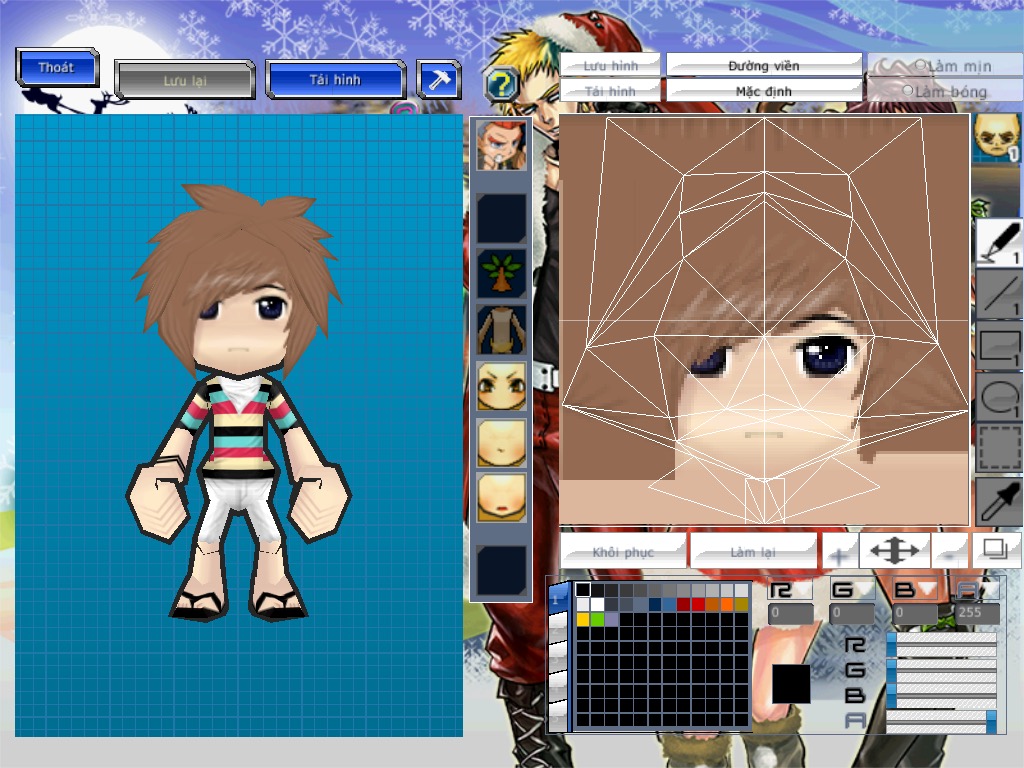 Thoát
Lưu lại
Tải hình
?
Lưu hình
Đường viền
Làm mịn
Tải hình
Mặc định
Làm bóng
1
1
1
1
1
Khôi phục
Làm lại
+
-
1
R G B A
0 0 0 255
R
G
B
A